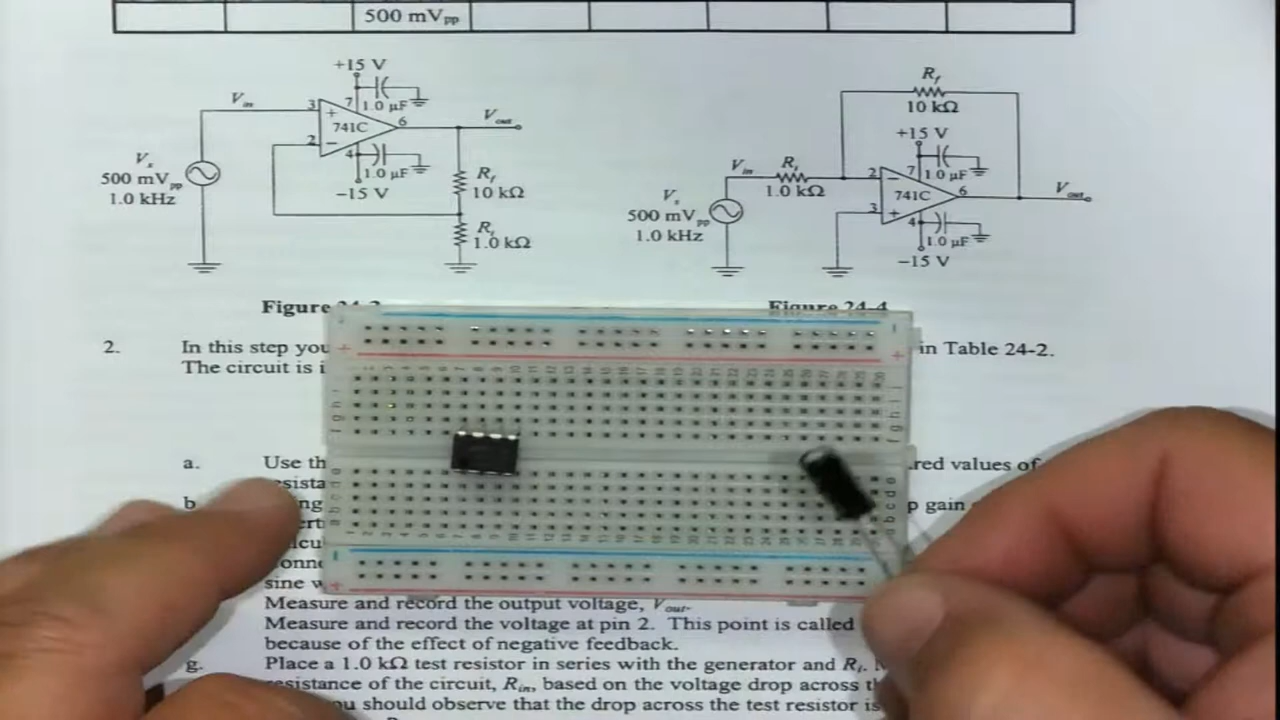 500 mVpp
+15 V
1.0 µF
Vin
3
7
741C
6
Vout
2
4
1.0 µF
−15 V
Vs
500 mVpp
1.0 kHz
Rf
10 kΩ
Ri
1.0 kΩ
Rf
10 kΩ
+15 V
1.0 µF
Vin
Ri
1.0 kΩ
2
7
741C
6
Vout
3
4
1.0 µF
−15 V
Vs
500 mVpp
1.0 kHz
Figure
Figure 24-4
2.
In this step you in Table 24-2.
The circuit is
a. Use th red values of
b p gain
sine w
Measure and record the output voltage, Vout.
Measure and record the voltage at pin 2. This point is called
because of the effect of negative feedback.
g. Place a 1.0 kΩ test resistor in series with the generator and Ri.
resistance of the circuit, Rin, based on the voltage drop across
you should observe that the drop across the test resistor is